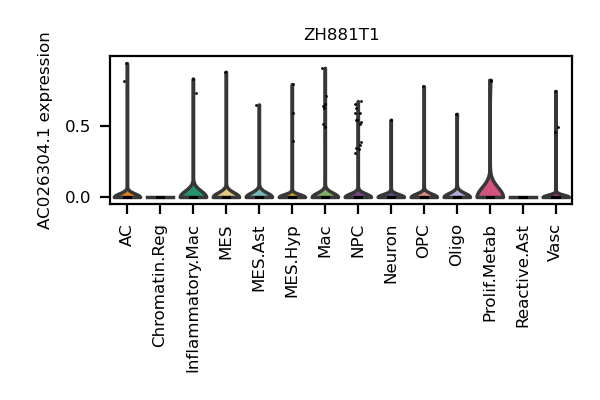 ZH881T1
AC026304.1 expression
0.5
0.0
AC
Chromatin.Reg
Inflammatory.Mac
MES
MES.Ast
MES.Hyp
Mac
NPC
Neuron
OPC
Oligo
Prolif.Metab
Reactive.Ast
Vasc